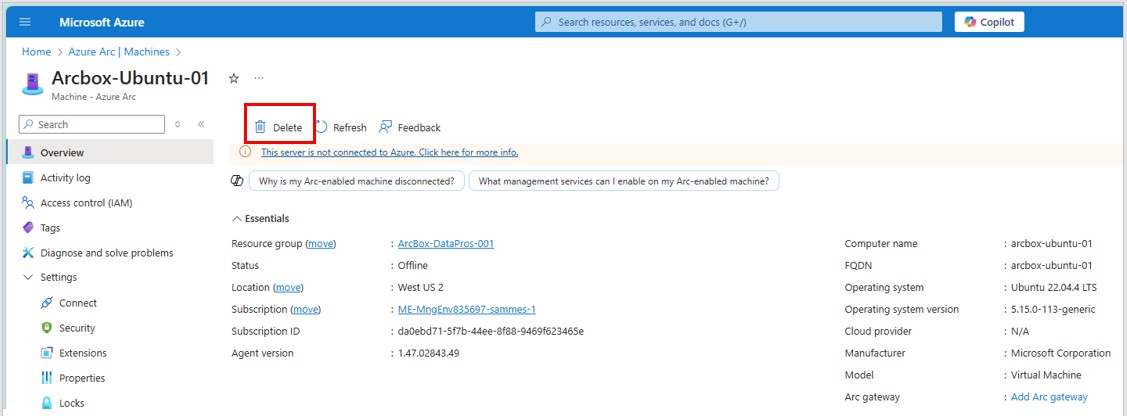 Microsoft Azure
Search resources, services, and docs (G+/)
Copilot
Home > Azure Arc | Machines >
Arcbox-Ubuntu-01
Machine - Azure Arc
Search
Delete
Refresh
Feedback
Overview
This server is not connected to Azure. Click here for more info.
Activity log
Why is my Arc-enabled machine disconnected?
What management services can I enable on my Arc-enabled machine?
Access control (IAM)
Tags
Diagnose and solve problems
Settings
Connect
Security
Extensions
Properties
Locks
Essentials
Resource group (move) : ArcBox-DataPros-001
Status : Offline
Location (move) : West US 2
Subscription (move) : ME-MngEnv835697-sammes-1
Subscription ID : da0ebd71-5f7b-44ee-8f88-9469f623465e
Agent version : 1.47.02843.49
Computer name : arcbox-ubuntu-01
FQDN : arcbox-ubuntu-01
Operating system : Ubuntu 22.04.4 LTS
Operating system version : 5.15.0-113-generic
Cloud provider : N/A
Manufacturer : Microsoft Corporation
Model : Virtual Machine
Arc gateway : Add Arc gateway